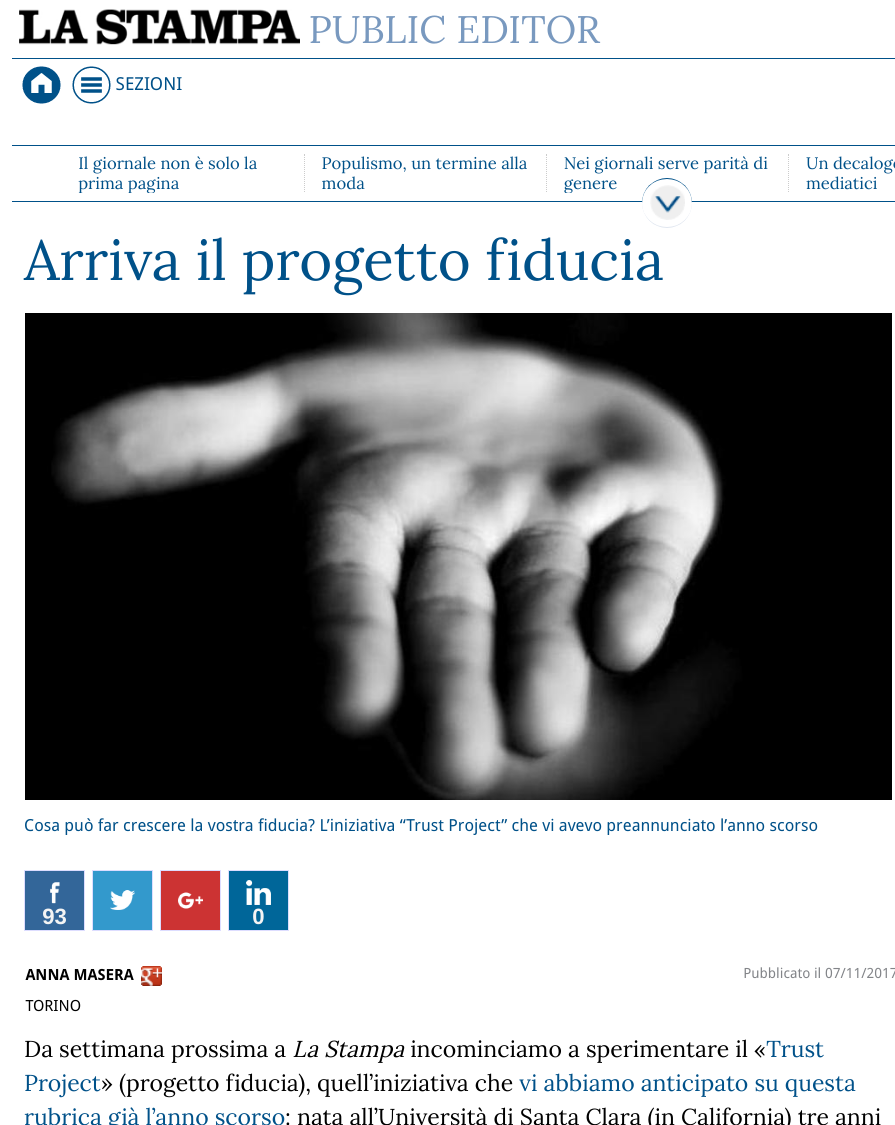 LA STAMPA PUBLIC EDITOR
SEZIONI
Il giornale non è solo la
prima pagina
Populismo, un termine alla
moda
Nei giornali serve parità di
genere
Un decalogo
mediatici
Arriva il progetto fiducia
Cosa può far crescere la vostra fiducia? L’iniziativa “Trust Project” che vi avevo preannunciato l’anno scorso
f
93
G+
in
0
ANNA MASERA g+
Pubblicato il 07/11/2017
TORINO
Da settimana prossima a La Stampa incominciamo a sperimentare il «Trust
Project» (progetto fiducia), quell’iniziativa che vi abbiamo anticipato su questa
rubrica già l’anno scorso: nata all’Università di Santa Clara (in California) tre anni